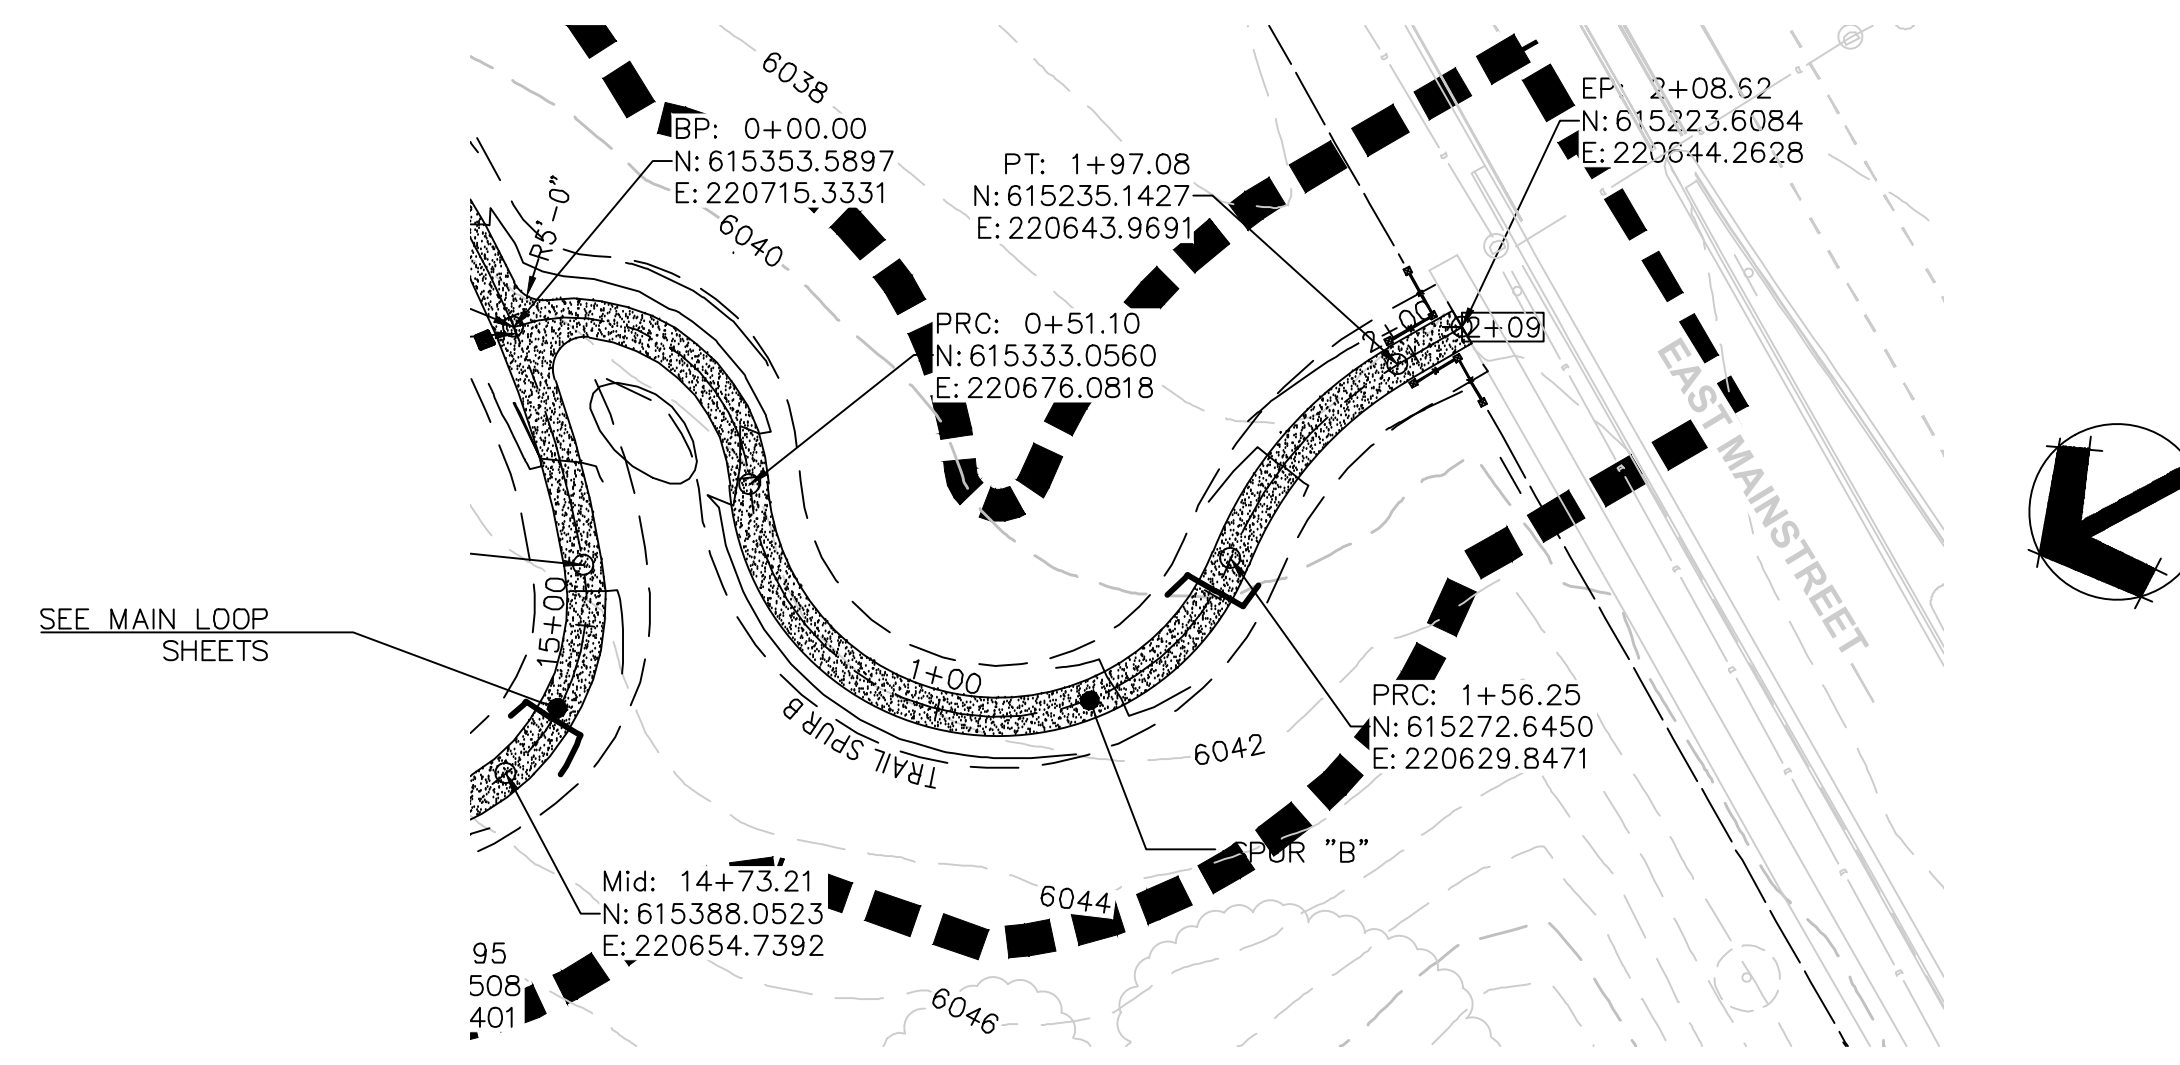 6038
EP: 2+08.62
N: 615223.6084
E: 220644.2628
BP: 0+00.00
N: 615353.5897
E: 220715.3331
PT: 1+97.08
N: 615235.1427
E: 220643.9691
R5'-0"
6040
PRC: 0+51.10
N: 615333.0560
E: 220676.0818
2+00
2+09
EAST MAINSTREET
SEE MAIN LOOP
SHEETS
15+00
1+00
TRAIL SPUR B
PRC: 1+56.25
N: 615272.6450
E: 220629.8471
6042
SPUR "B"
Mid: 14+73.21
N: 615388.0523
E: 220654.7392
6044
95
508
401
6046